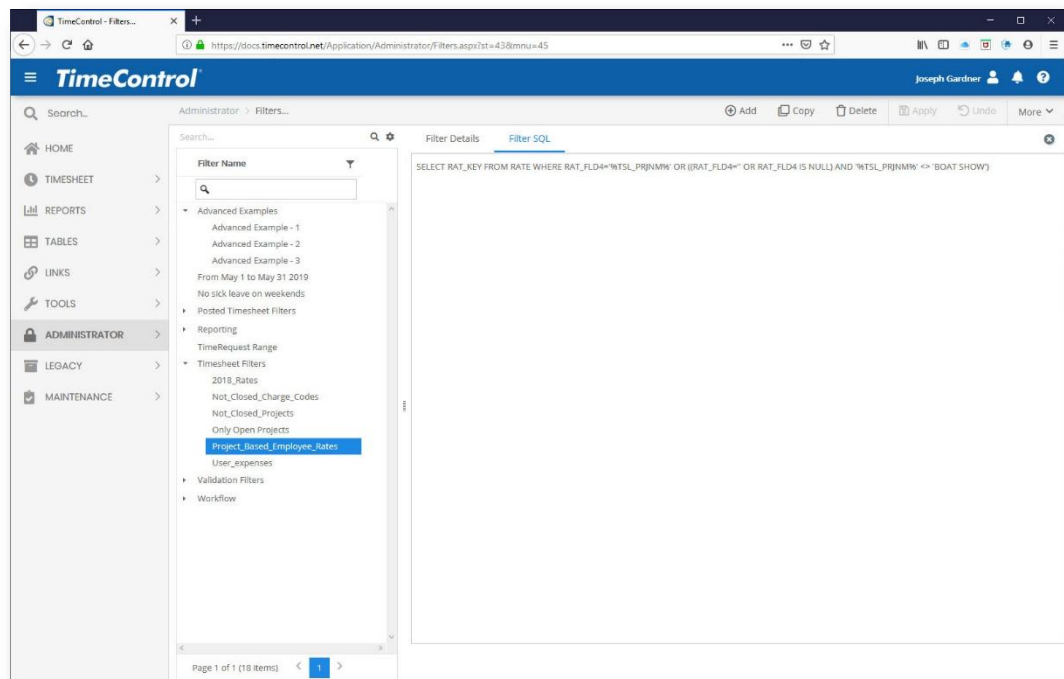 TimeControl - Filters...
https://docs.timecontrol.net/Application/Administrator/Filters.aspx?st=43&mnu=45
TimeControl
Joseph Gardner
Search...
Administrator > Filters...
Add
Copy
Delete
Apply
Undo
More
HOME
TIMESHEET
REPORTS
TABLES
LINKS
TOOLS
ADMINISTRATOR
LEGACY
MAINTENANCE
Search...
Filter Name
Advanced Examples
Advanced Example - 1
Advanced Example - 2
Advanced Example - 3
From May 1 to May 31 2019
No sick leave on weekends
Posted Timesheet Filters
Reporting
TimeRequest Range
Timesheet Filters
2018_Rates
Not_Closed_Charge_Codes
Not_Closed_Projects
Only Open Projects
Project_Based_Employee_Rates
User_expenses
Validation Filters
Workflow
Page 1 of 1 (18 items) < 1 >
Filter Details
Filter SQL
SELECT RAT_KEY FROM RATE WHERE RAT_FLD4='%TSL_PRJNM%' OR ((RAT_FLD4='' OR RAT_FLD4 IS NULL) AND '%TSL_PRJNM%' <> 'BOAT SHOW')